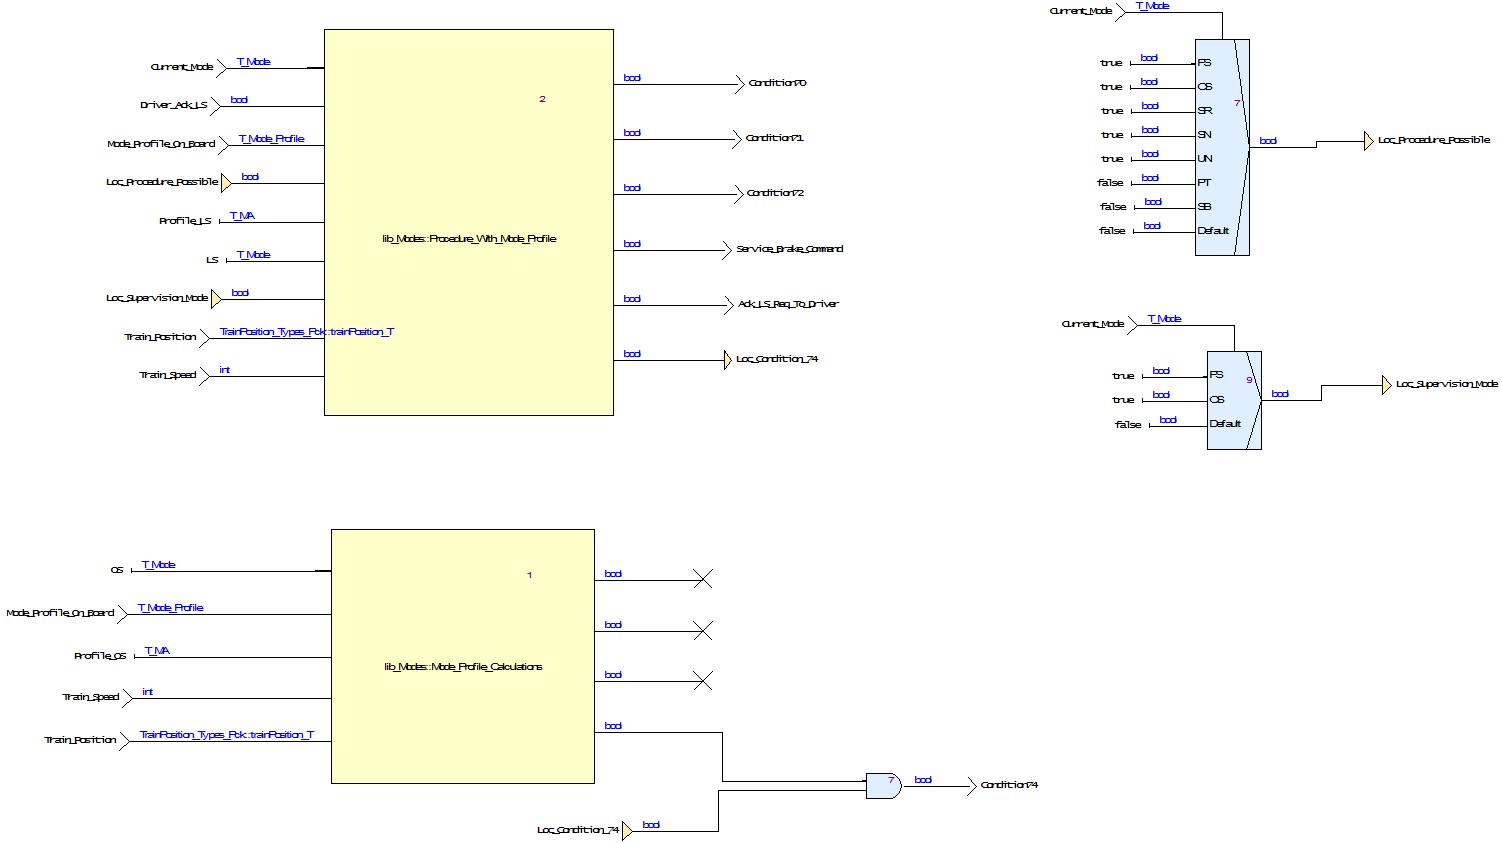 Current_Mode T_Mode
Driver_Ack_LS bool
Mode_Profile_On_Board T_Mode_Profile
Loc_Procedure_Possible bool
Profile_LS T_MA
LS T_Mode
Loc_Supervision_Mode bool
Train_Position TrainPosition_Types_Pck::trainPosition_T
Train_Speed int
2
lib_Modes::Procedure_With_Mode_Profile
bool Condition70
bool Condition71
bool Condition72
bool Service_Brake_Command
bool Ack_LS_Req_To_Driver
bool Loc_Condition_74
Current_Mode T_Mode
true bool FS
true bool OS
true bool SR
true bool SN
true bool UN
false bool PT
false bool SB
false bool Default
7
bool Loc_Procedure_Possible
Current_Mode T_Mode
true bool FS
true bool OS
false bool Default
9
bool Loc_Supervision_Mode
OS T_Mode
Mode_Profile_On_Board T_Mode_Profile
Profile_OS T_MA
Train_Speed int
Train_Position TrainPosition_Types_Pck::trainPosition_T
1
lib_Modes::Mode_Profile_Calculations
bool
bool
bool
bool
Loc_Condition_74 bool
7
bool Condition74